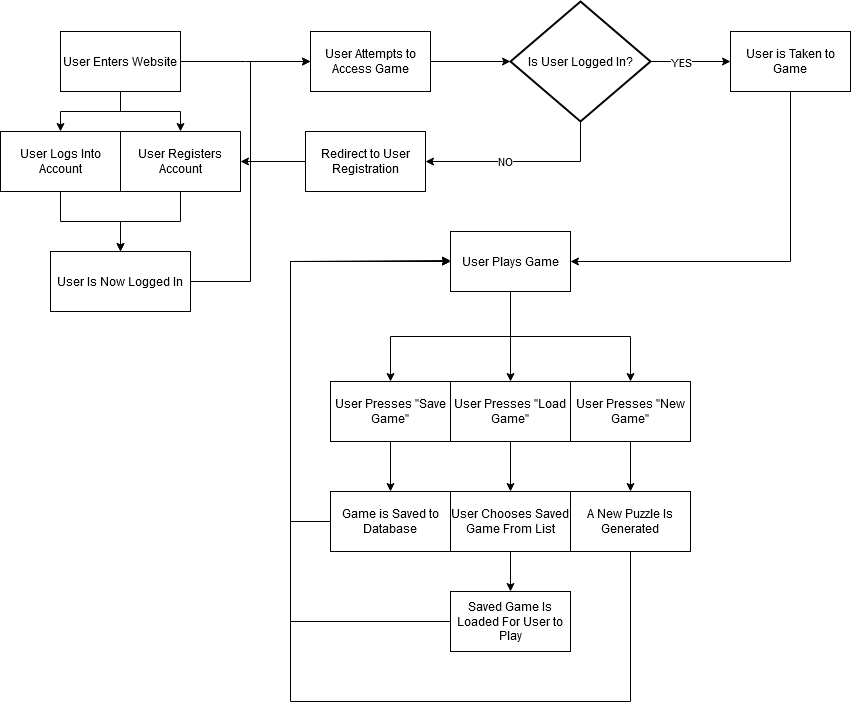 User Enters Website
User Attempts to
Access Game
Is User Logged In?
YES
User is Taken to
Game
User Logs Into
Account
User Registers
Account
Redirect to User
Registration
NO
User Is Now Logged In
User Plays Game
User Presses "Save
Game"
User Presses "Load
Game"
User Presses "New
Game"
Game is Saved to
Database
User Chooses Saved
Game From List
A New Puzzle Is
Generated
Saved Game Is
Loaded For User to
Play